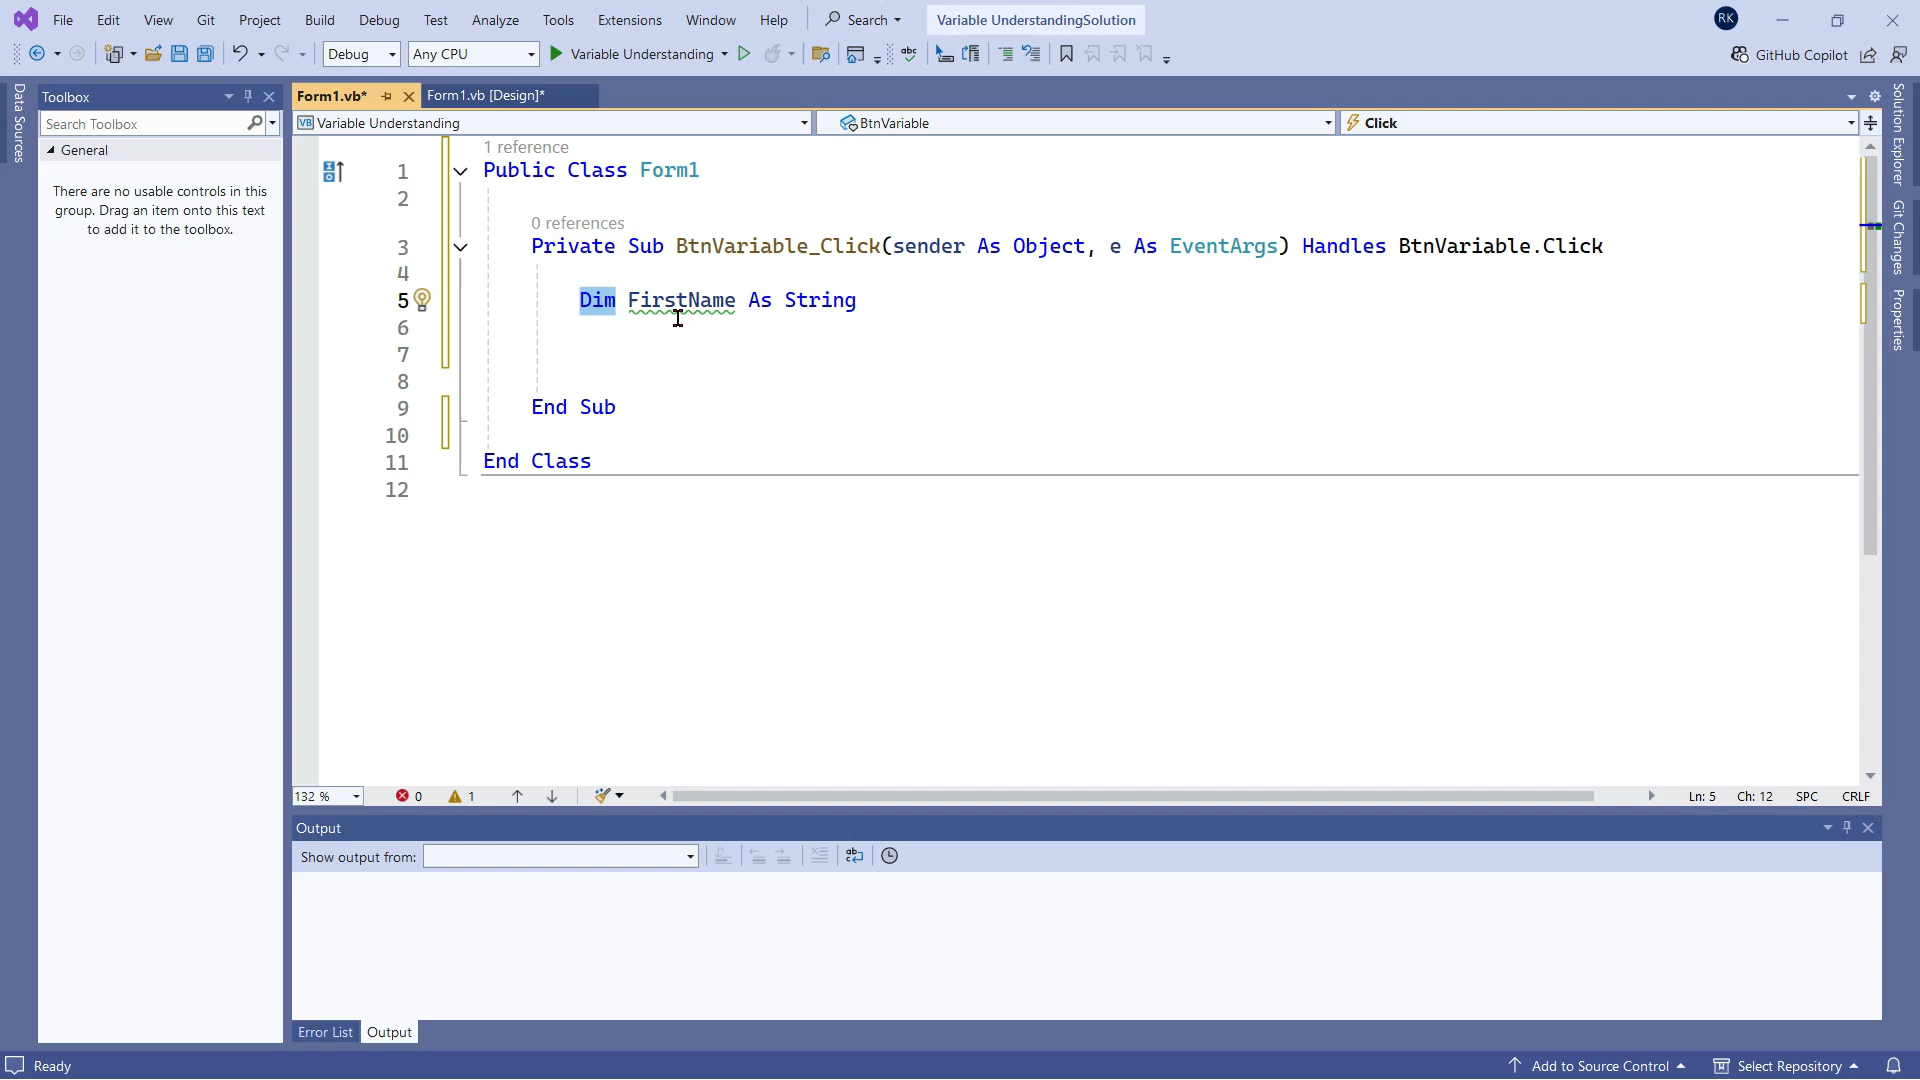 File Edit View Git Project Build Debug Test Analyze Tools Extensions Window Help Search Variable UnderstandingSolution RK
Debug Any CPU Variable Understanding abc GitHub Copilot
Data Sources
Toolbox
Search Toolbox
General
There are no usable controls in this
group. Drag an item onto this text
to add it to the toolbox.
Form1.vb* Form1.vb [Design]*
VB Variable Understanding BtnVariable Click
1 reference
1 Public Class Form1
2
0 references
3 Private Sub BtnVariable_Click(sender As Object, e As EventArgs) Handles BtnVariable.Click
4
5 Dim FirstName As String
6
7
8
9 End Sub
10
11 End Class
12
132 % 0 1 Ln: 5 Ch: 12 SPC CRLF
Output
Show output from:
Error List Output
Solution Explorer
Git Changes
Properties
Ready Add to Source Control Select Repository